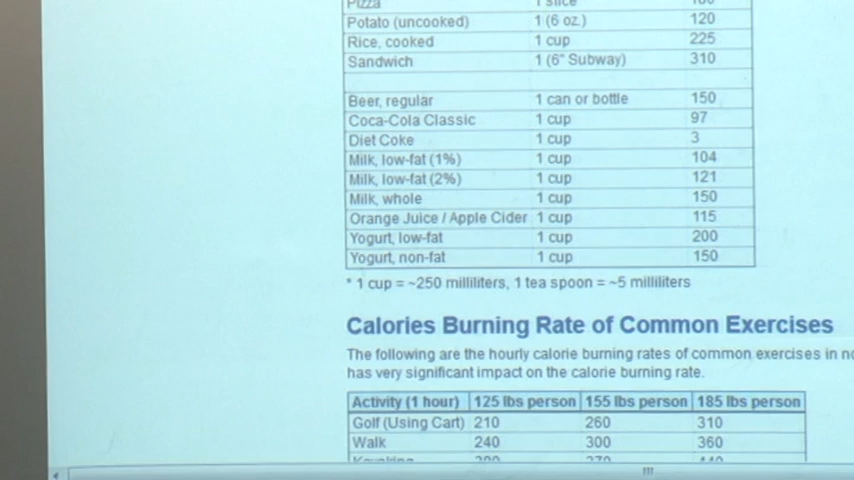 Pizza 1 slice 180
Potato (uncooked) 1 (6 oz.) 120
Rice, cooked 1 cup 225
Sandwich 1 (6" Subway) 310
Beer, regular 1 can or bottle 150
Coca-Cola Classic 1 cup 97
Diet Coke 1 cup 3
Milk, low-fat (1%) 1 cup 104
Milk, low-fat (2%) 1 cup 121
Milk, whole 1 cup 150
Orange Juice / Apple Cider 1 cup 115
Yogurt, low-fat 1 cup 200
Yogurt, non-fat 1 cup 150
* 1 cup = ~250 milliliters, 1 tea spoon = ~5 milliliters
Calories Burning Rate of Common Exercises
The following are the hourly calorie burning rates of common exercises in
has very significant impact on the calorie burning rate.
Activity (1 hour) 125 lbs person 155 lbs person 185 lbs person
Golf (Using Cart) 210 260 310
Walk 240 300 360
Kayaking